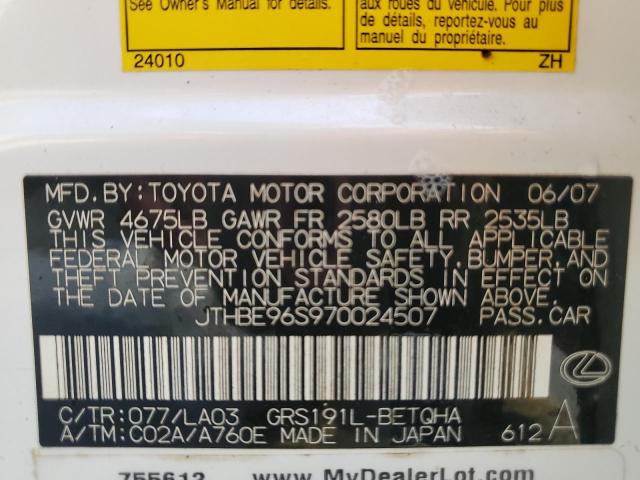 See Owner's Manual for details.
aux roues du véhicule. Pour plus
de détails, reportez-vous au
manuel du propriétaire.
24010
ZH
MFD.BY:TOYOTA MOTOR CORPORATION 06/07
GVWR 4675LB GAWR FR 2580LB RR 2535LB
THIS VEHICLE CONFORMS TO ALL APPLICABLE
FEDERAL MOTOR VEHICLE SAFETY,BUMPER,AND
THEFT PREVENTION STANDARDS IN EFFECT ON
THE DATE OF MANUFACTURE SHOWN ABOVE.
JTHBE96S970024507 PASS.CAR
C/TR:077/LA03 GRS191L-BETQHA
A/TM:C02A/A760E MADE IN JAPAN 612 A
755612 www.MyDealerLot.com